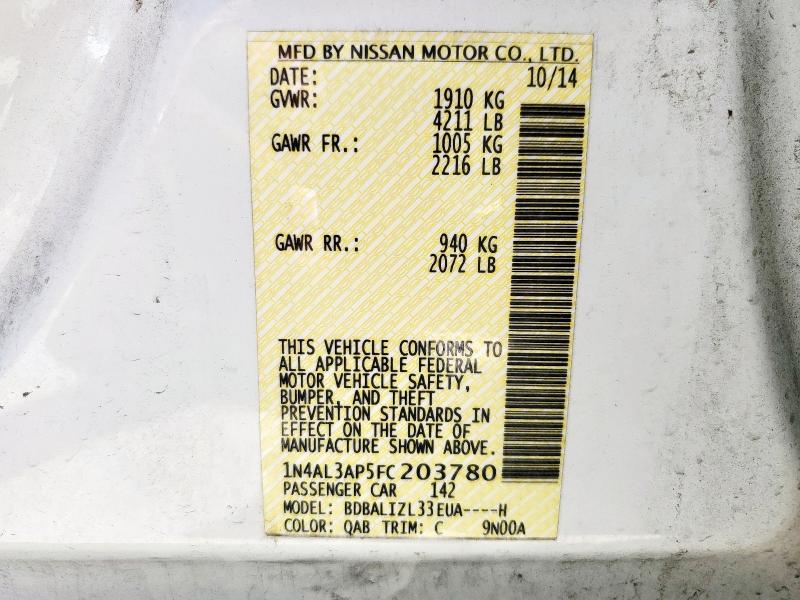 MFD BY NISSAN MOTOR CO., LTD.
DATE: 10/14
GVWR: 1910 KG
4211 LB
GAWR FR.: 1005 KG
2216 LB
GAWR RR.: 940 KG
2072 LB
THIS VEHICLE CONFORMS TO
ALL APPLICABLE FEDERAL
MOTOR VEHICLE SAFETY,
BUMPER, AND THEFT
PREVENTION STANDARDS IN
EFFECT ON THE DATE OF
MANUFACTURE SHOWN ABOVE.
1N4AL3AP5FC203780
PASSENGER CAR 142
MODEL: BDBALIZL33EUA----H
COLOR: QAB TRIM: C 9N00A